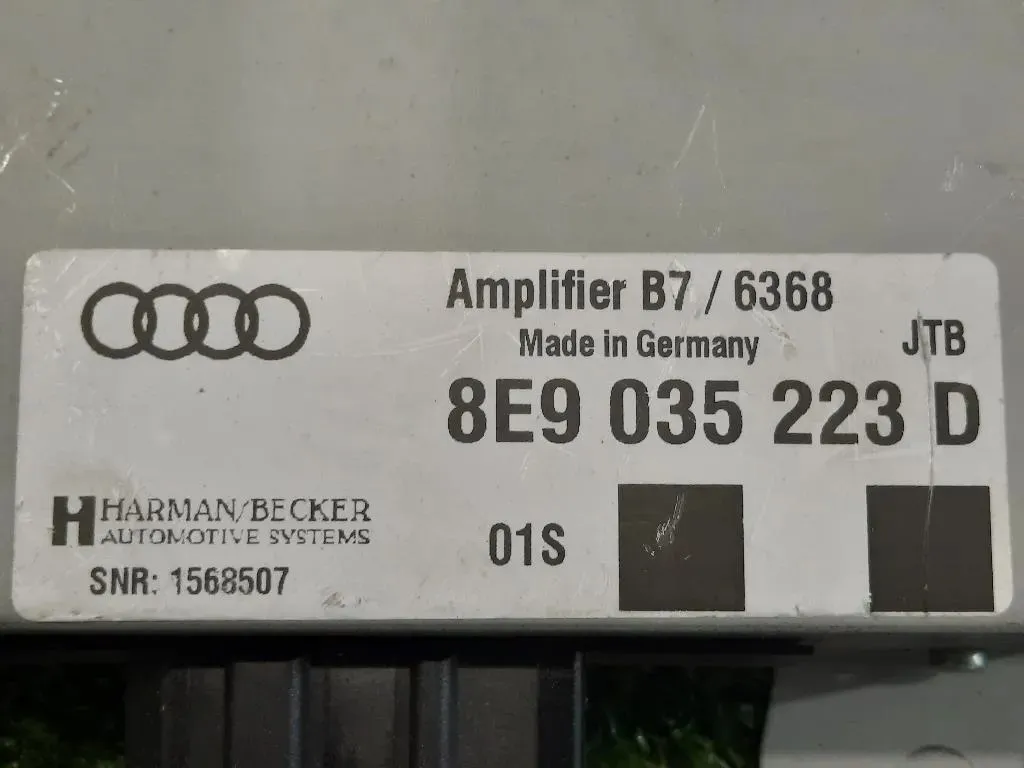 Amplifier B7 / 6368
Made in Germany
JTB
8E9 035 223 D
HARMAN/BECKER
AUTOMOTIVE SYSTEMS
01S
SNR: 1568507